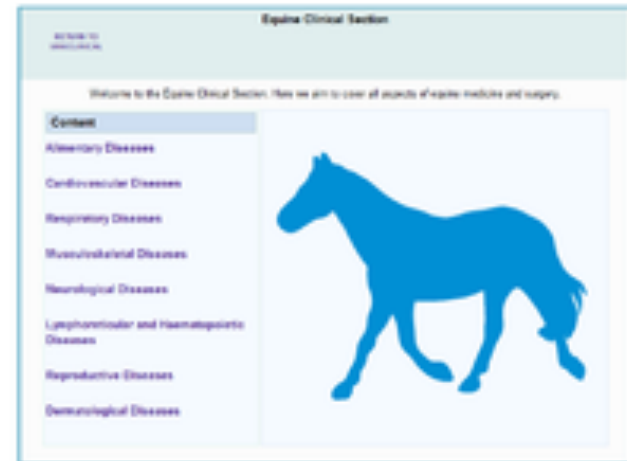 Equine Clinical Section
RETURN TO
Welcome to the Equine Clinical Section. Here we aim to cover all aspects of equine medicine and surgery.
Content
Alimentary Diseases
Cardiovascular Diseases
Respiratory Diseases
Musculoskeletal Diseases
Neurological Diseases
Lymphoreticular and Haematopoietic
Diseases
Reproductive Diseases
Dermatological Diseases